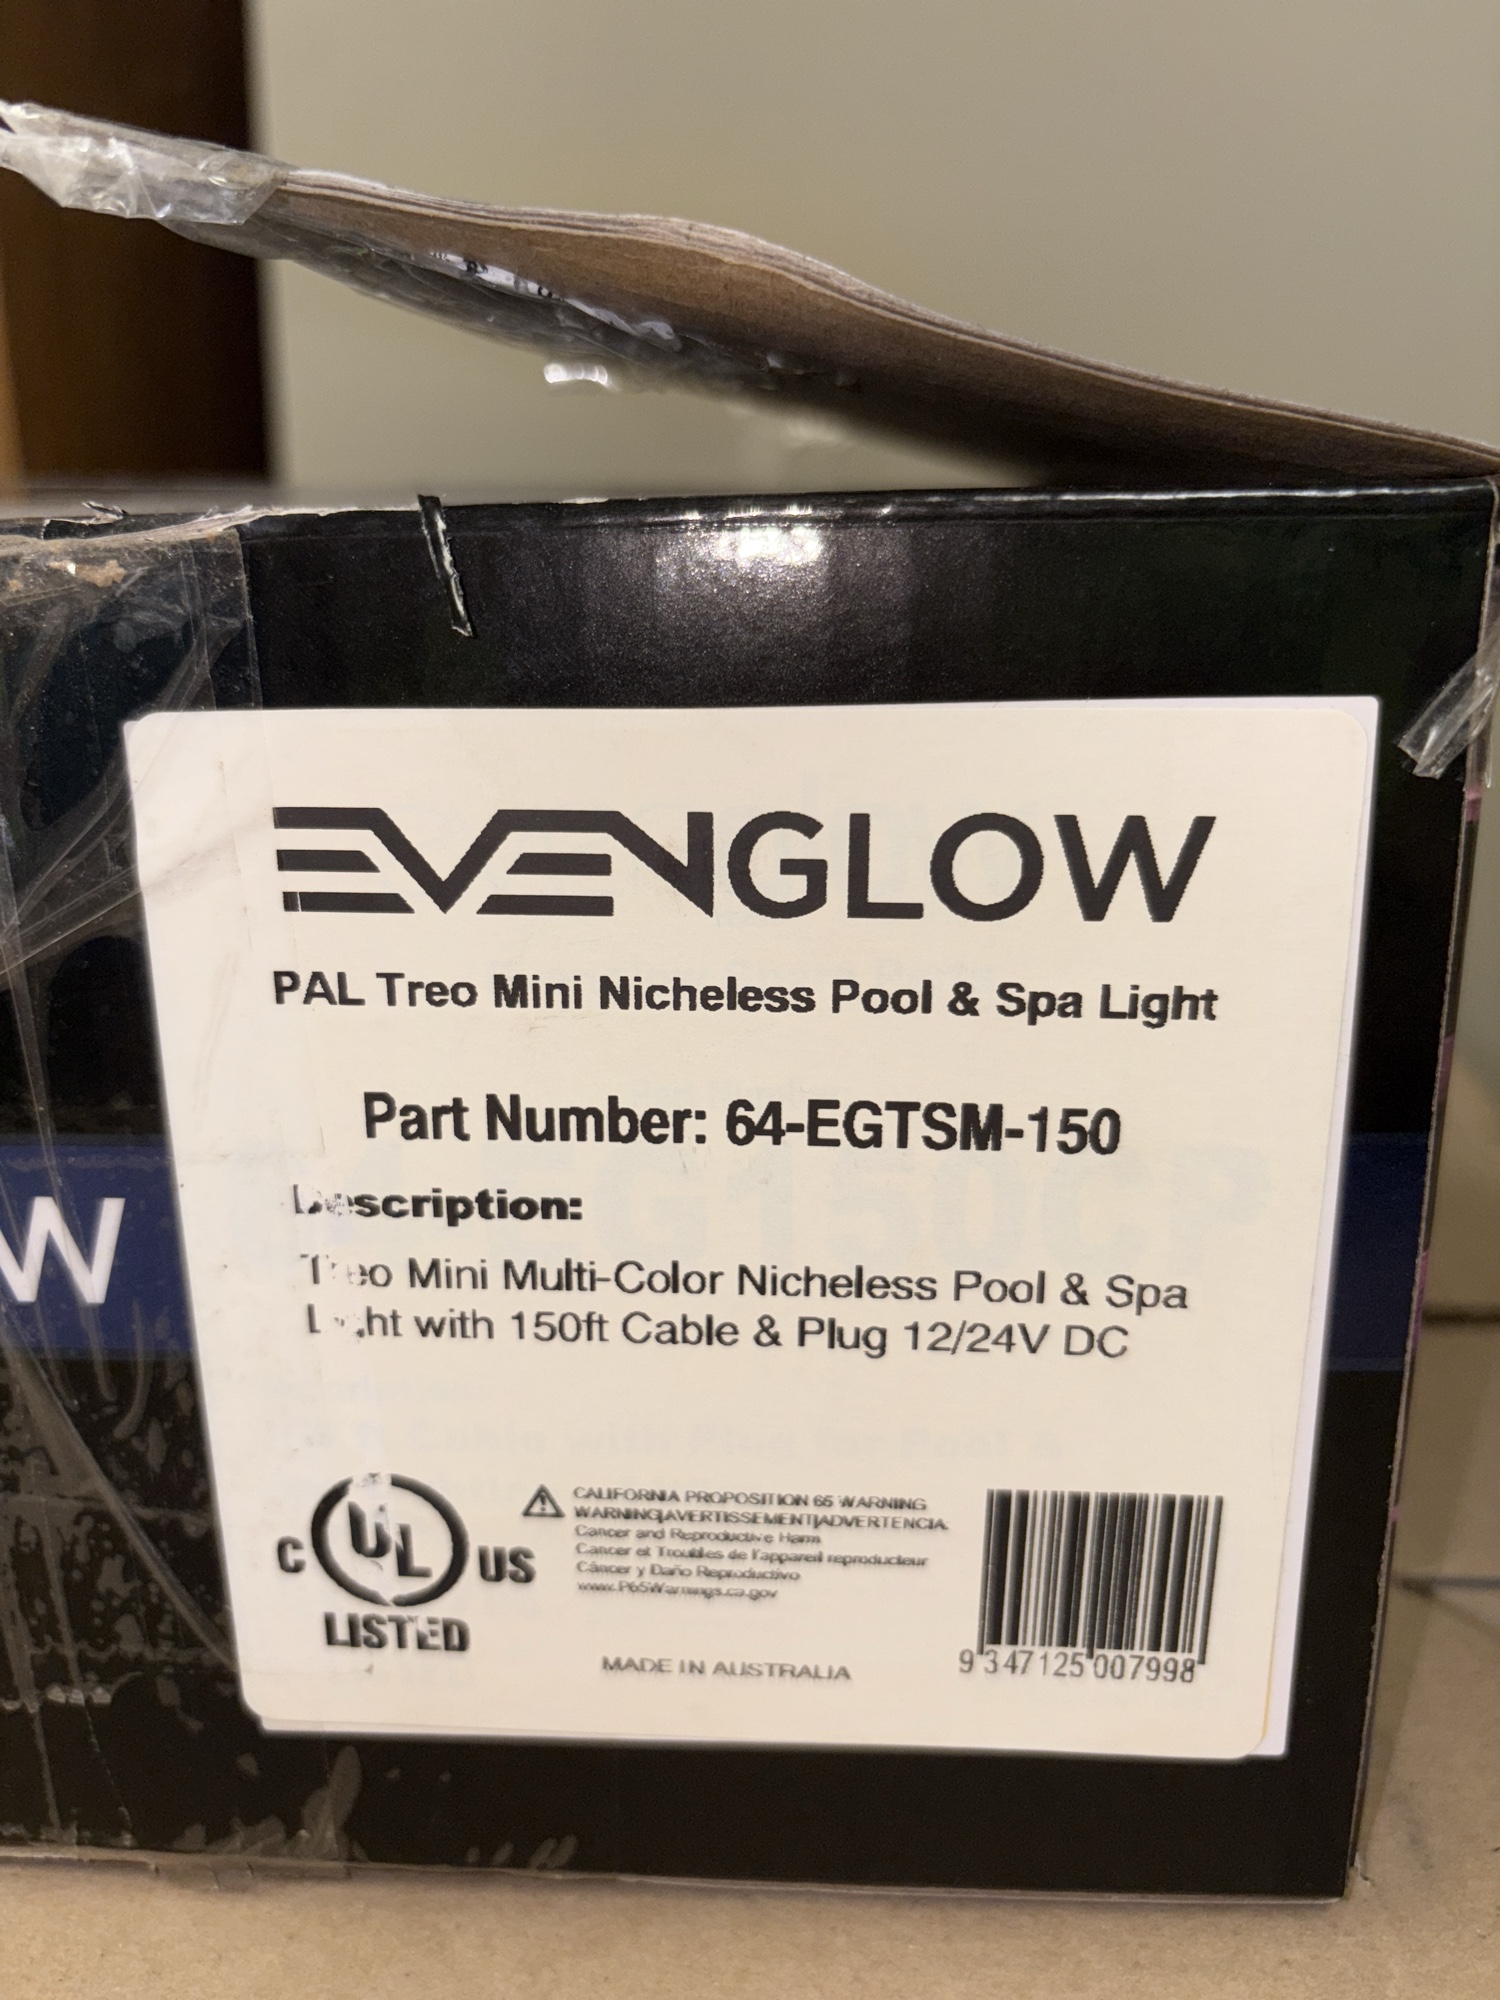 EVENGLOW
PAL Treo Mini Nicheless Pool & Spa Light
Part Number: 64-EGTSM-150
Description:
Treo Mini Multi-Color Nicheless Pool & Spa
Light with 150ft Cable & Plug 12/24V DC
W
C UL US
LISTED
CALIFORNIA PROPOSITION 65 WARNING
WARNING|AVERTISSEMENT|ADVERTENCIA:
Cancer and Reproductive Harm
Cancer et Troubles de l'appareil reproducteur
Cáncer y Daño Reproductivo
www.P65Warnings.ca.gov
MADE IN AUSTRALIA
9 347125 007998